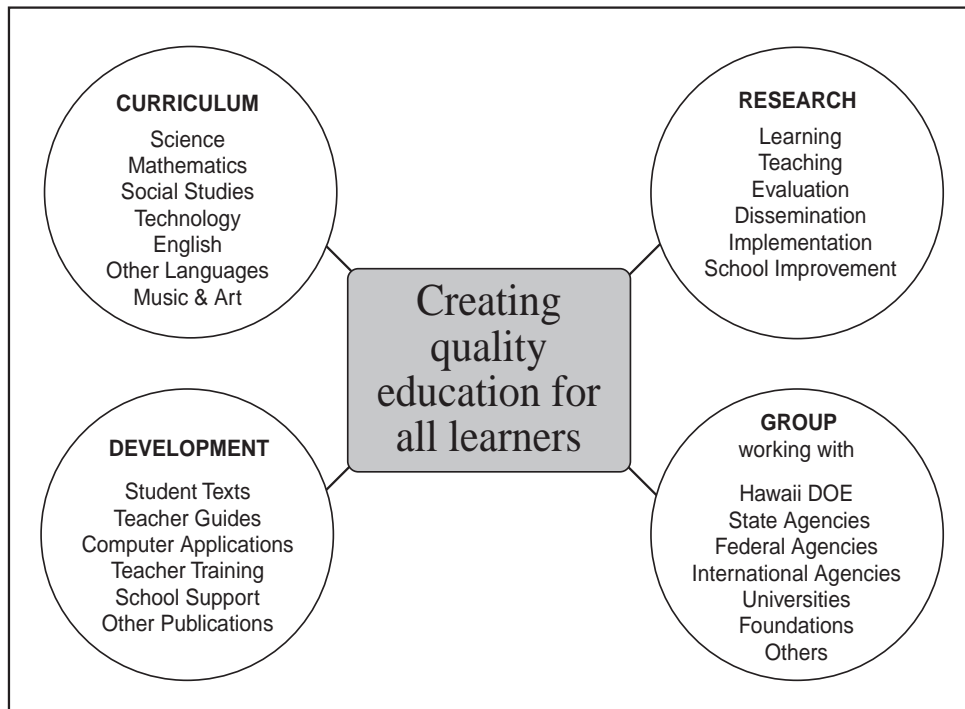 CURRICULUM
Science
Mathematics
Social Studies
Technology
English
Other Languages
Music & Art
RESEARCH
Learning
Teaching
Evaluation
Dissemination
Implementation
School Improvement
Creating
quality
education for
all learners
DEVELOPMENT
Student Texts
Teacher Guides
Computer Applications
Teacher Training
School Support
Other Publications
GROUP
working with
Hawaii DOE
State Agencies
Federal Agencies
International Agencies
Universities
Foundations
Others